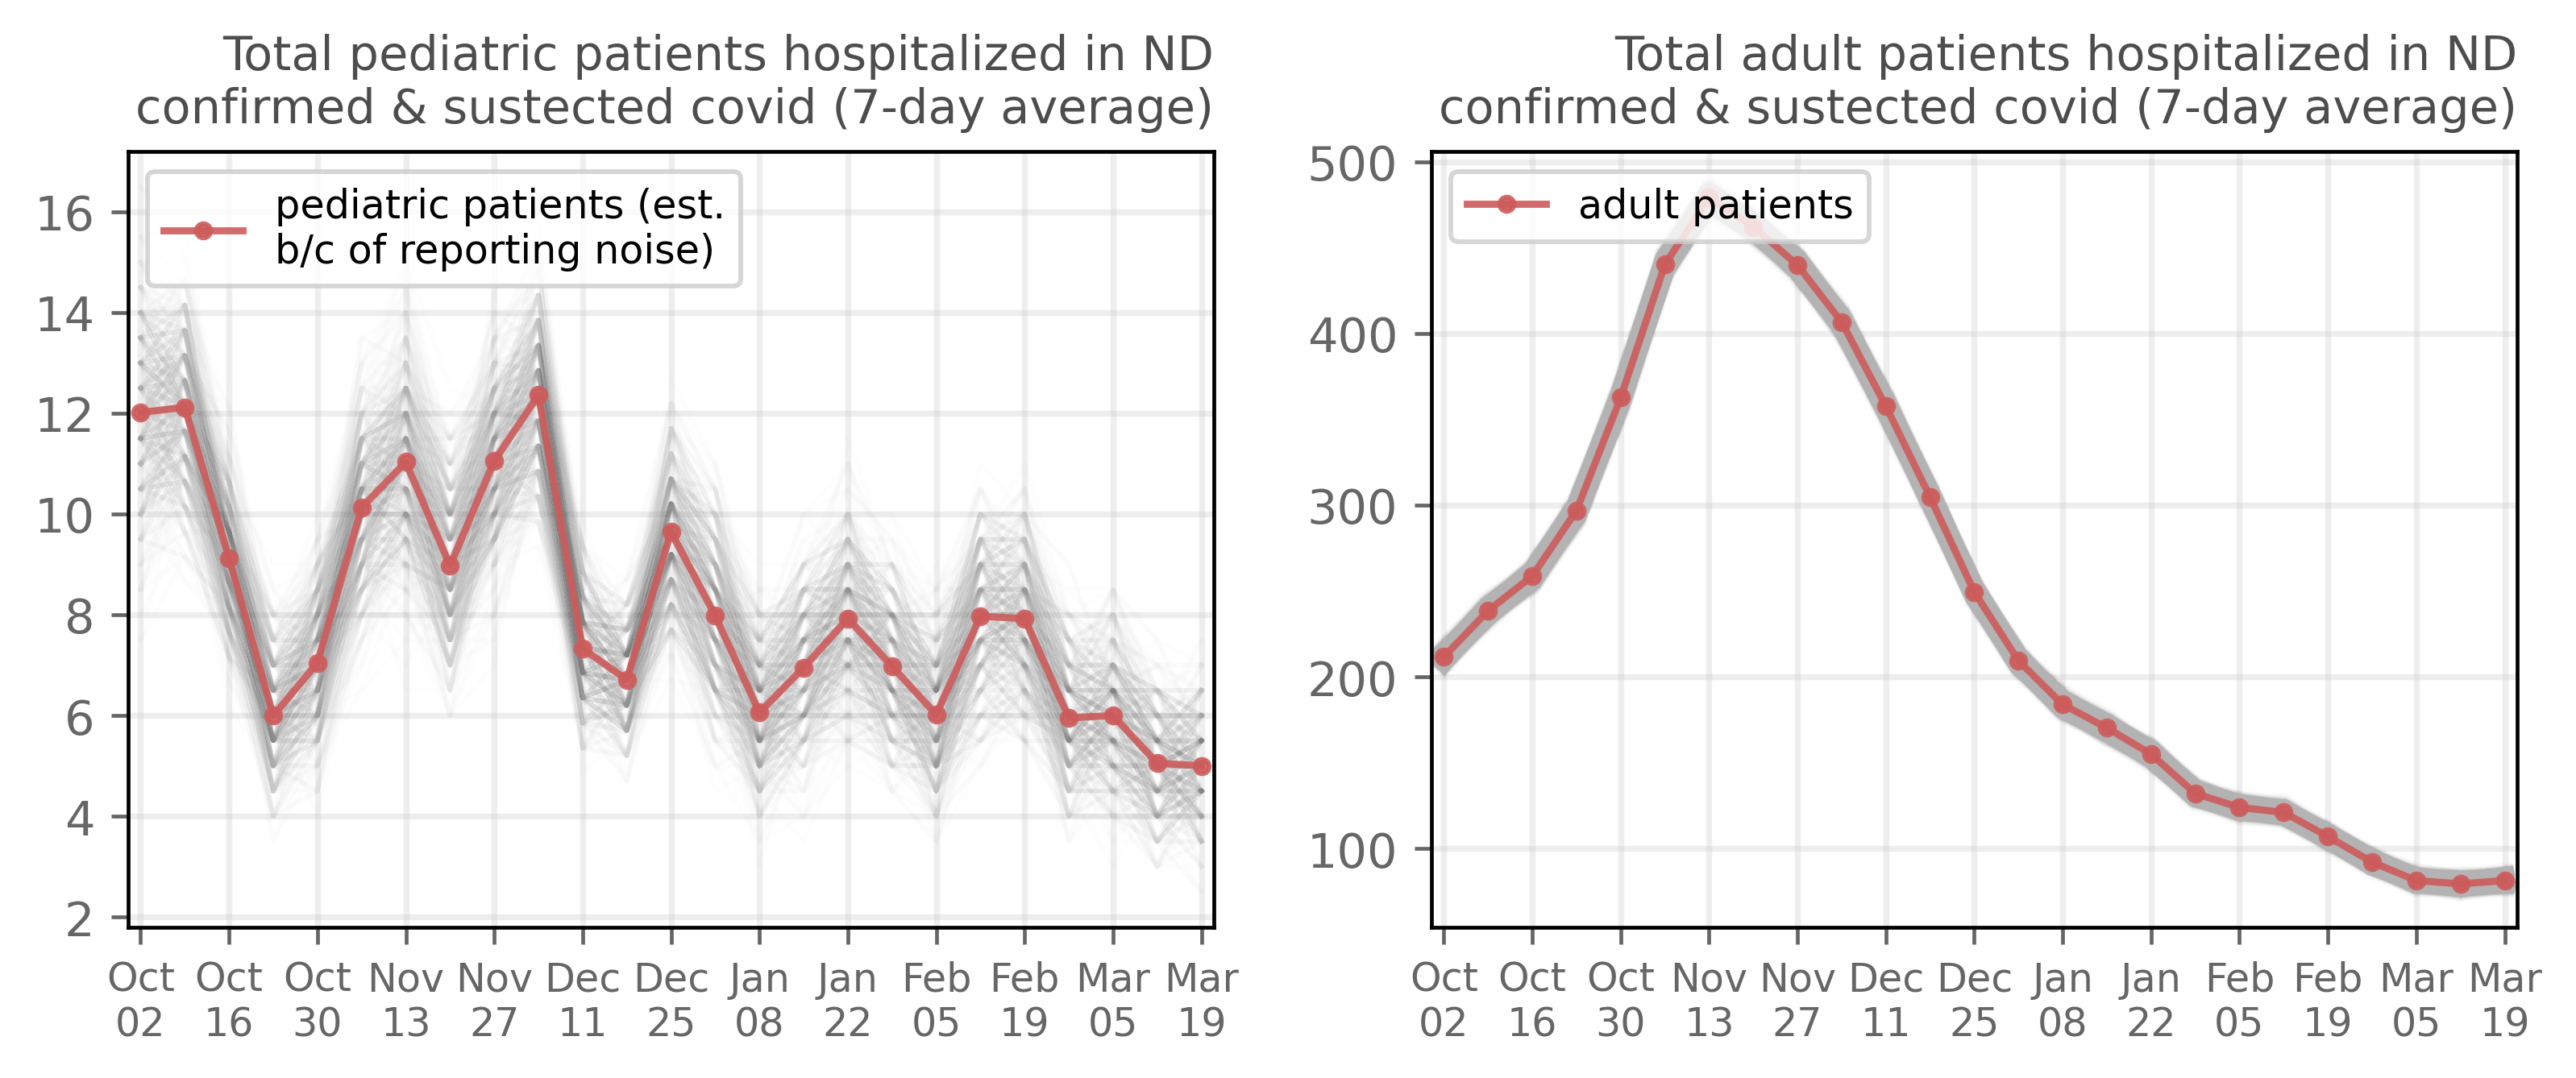 Total pediatric patients hospitalized in ND
confirmed & sustected covid (7-day average)
pediatric patients (est.
b/c of reporting noise)
16
14
12
10
8
6
4
2
Oct Oct Oct Nov Nov Dec Dec Jan Jan Feb Feb Mar Mar
02 16 30 13 27 11 25 08 22 05 19 05 19
Total adult patients hospitalized in ND
confirmed & sustected covid (7-day average)
adult patients
500
400
300
200
100
Oct Oct Oct Nov Nov Dec Dec Jan Jan Feb Feb Mar Mar
02 16 30 13 27 11 25 08 22 05 19 05 19